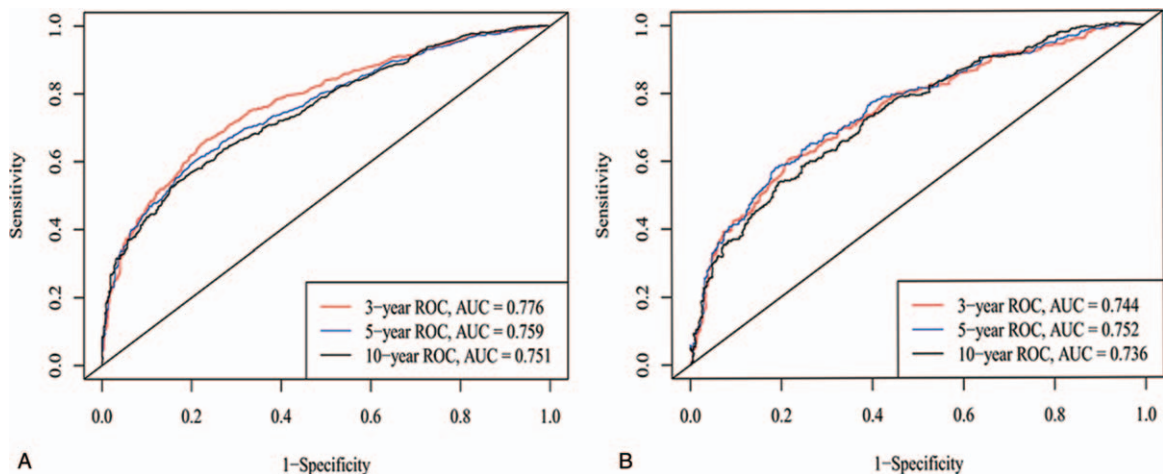 1.0
0.8
0.6
0.4
0.2
0.0
Sensitivity
3-year ROC, AUC = 0.776
5-year ROC, AUC = 0.759
10-year ROC, AUC = 0.751
0.0 0.2 0.4 0.6 0.8 1.0
A
1-Specificity
1.0
0.8
0.6
0.4
0.2
0.0
Sensitivity
3-year ROC, AUC = 0.744
5-year ROC, AUC = 0.752
10-year ROC, AUC = 0.736
0.0 0.2 0.4 0.6 0.8 1.0
B
1-Specificity